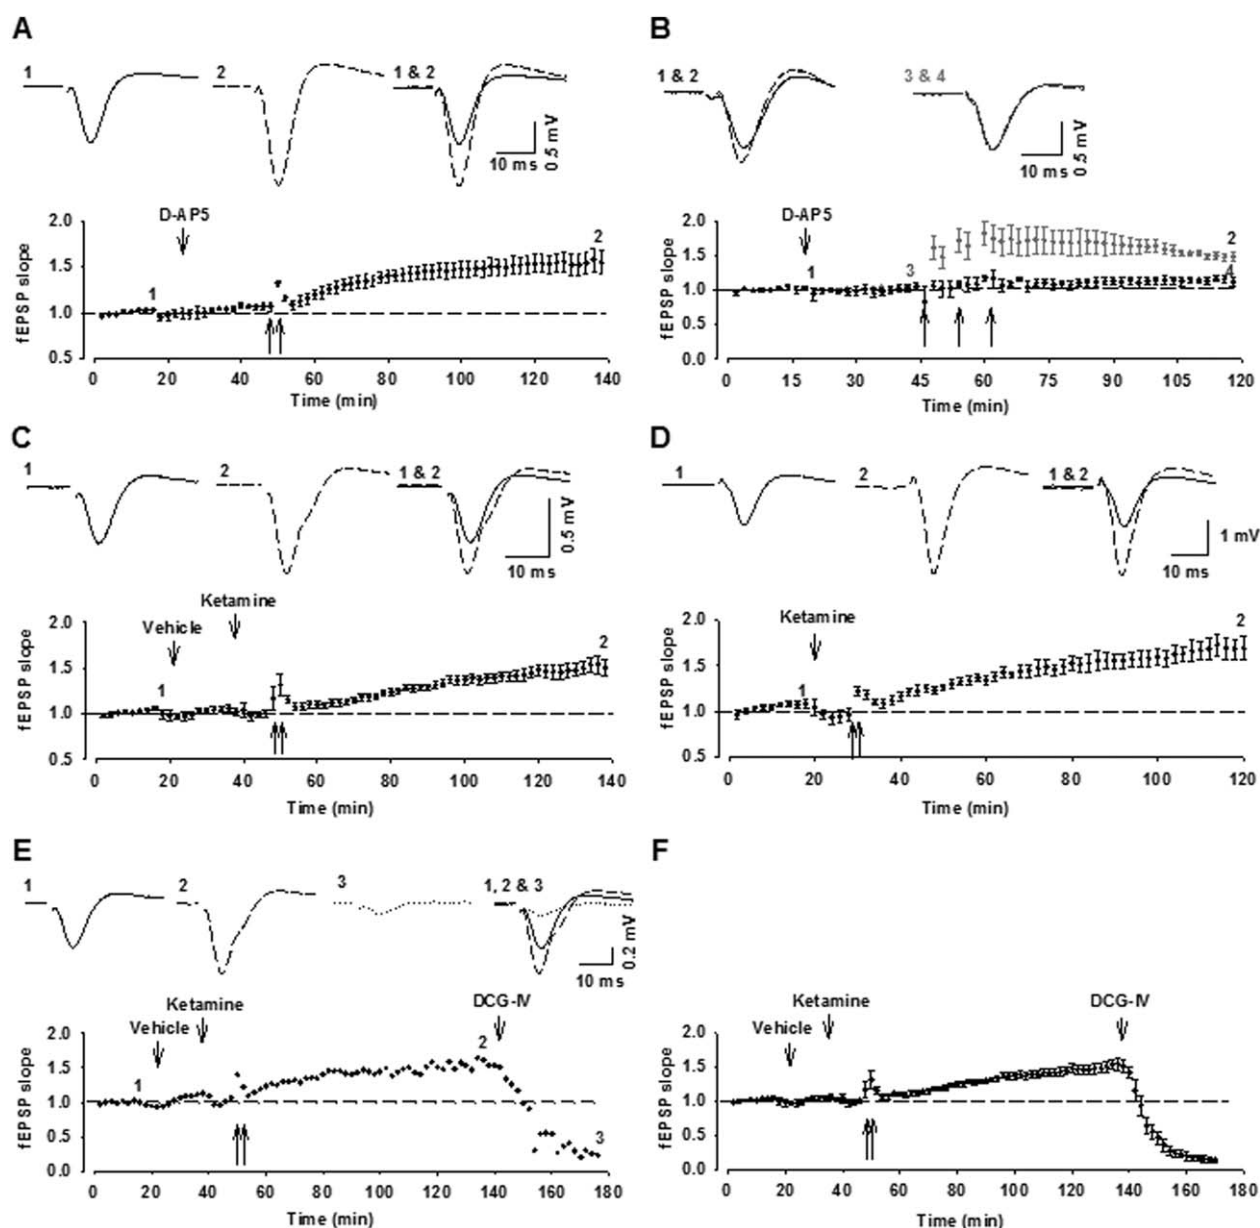 A
B
1
2
1 & 2
0.5 mV
10 ms
1 & 2
3 & 4
0.5 mV
10 ms
D-AP5
fEPSP slope
2.0
1.5
1.0
0.5
1
2
0 20 40 60 80 100 120 140
Time (min)
D-AP5
fEPSP slope
2.0
1.5
1.0
0.5
0.0
1
3
2
4
0 15 30 45 60 75 90 105 120
Time (min)
C
D
1
2
1 & 2
0.5 mV
10 ms
1
2
1 & 2
1 mV
10 ms
Ketamine
Vehicle
fEPSP slope
2.0
1.5
1.0
0.5
1
2
0 20 40 60 80 100 120 140
Time (min)
Ketamine
fEPSP slope
2.0
1.5
1.0
0.5
1
2
0 20 40 60 80 100 120
Time (min)
E
F
1
2
3
1, 2 & 3
0.2 mV
10 ms
Ketamine
Vehicle
DCG-IV
fEPSP slope
2.0
1.5
1.0
0.5
0.0
1
2
3
0 20 40 60 80 100 120 140 160 180
Time (min)
Ketamine
Vehicle
DCG-IV
fEPSP slope
2.0
1.5
1.0
0.5
0.0
0 20 40 60 80 100 120 140 160 180
Time (min)